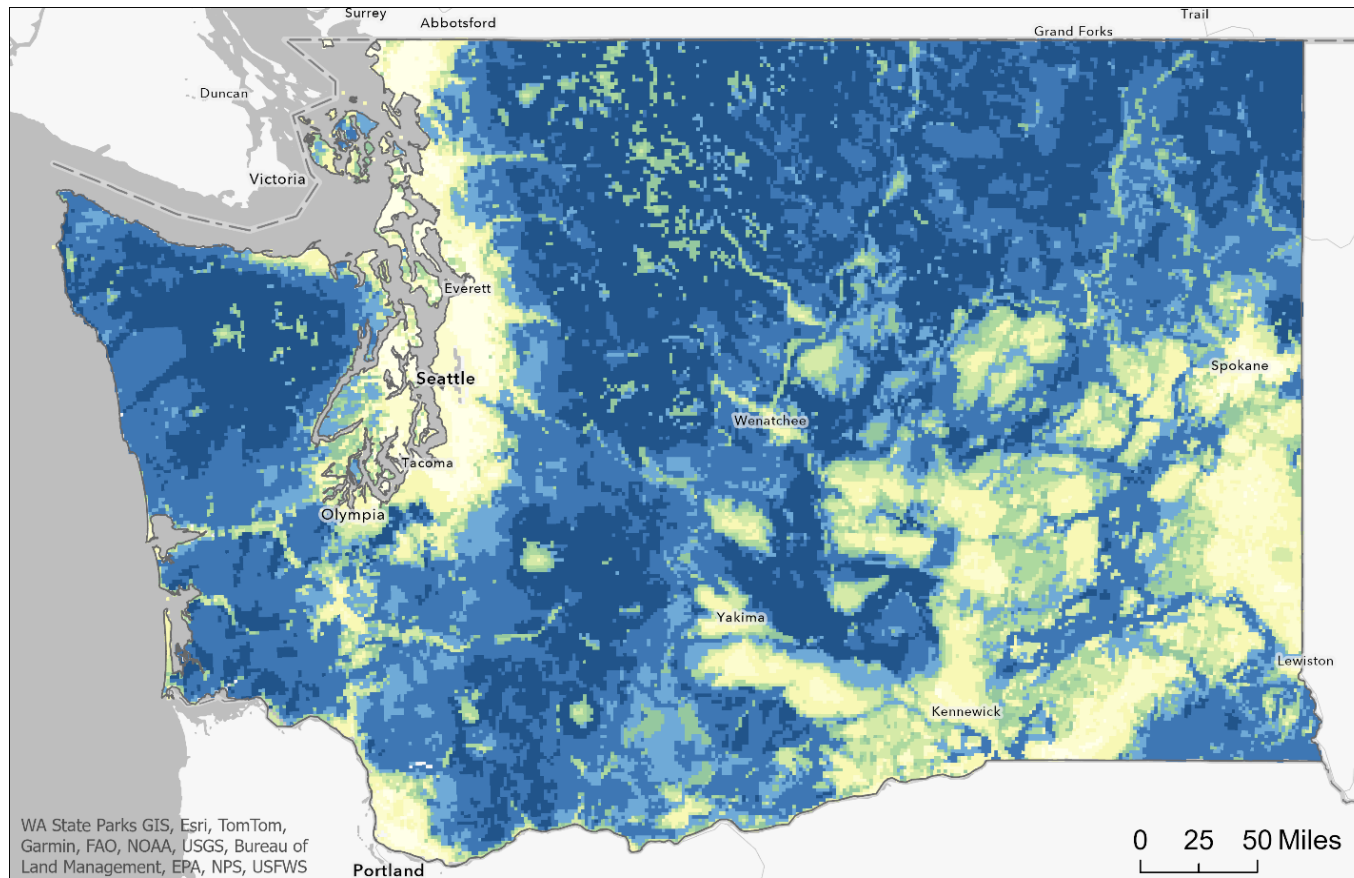 Surrey
Abbotsford
Trail
Grand Forks
Duncan
Victoria
Everett
Seattle
Spokane
Wenatchee
Tacoma
Olympia
Yakima
Lewiston
Kennewick
WA State Parks GIS, Esri, TomTom,
Garmin, FAO, NOAA, USGS, Bureau of
Land Management, EPA, NPS, USFWS
0 25 50 Miles
Portland